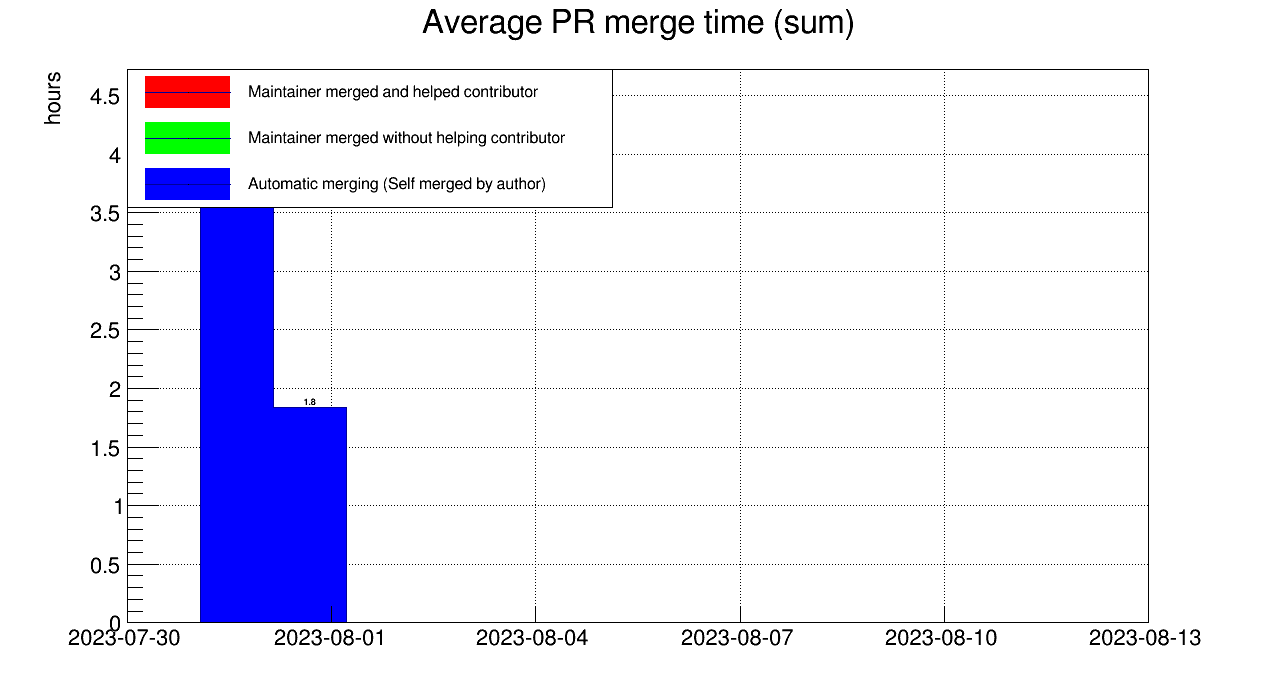 Average PR merge time (sum)
hours
Maintainer merged and helped contributor
Maintainer merged without helping contributor
Automatic merging (Self merged by author)
4.5
4
3.5
3
2.5
2
1.8
1.5
1
0.5
0
2023-07-30 2023-08-01 2023-08-04 2023-08-07 2023-08-10 2023-08-13